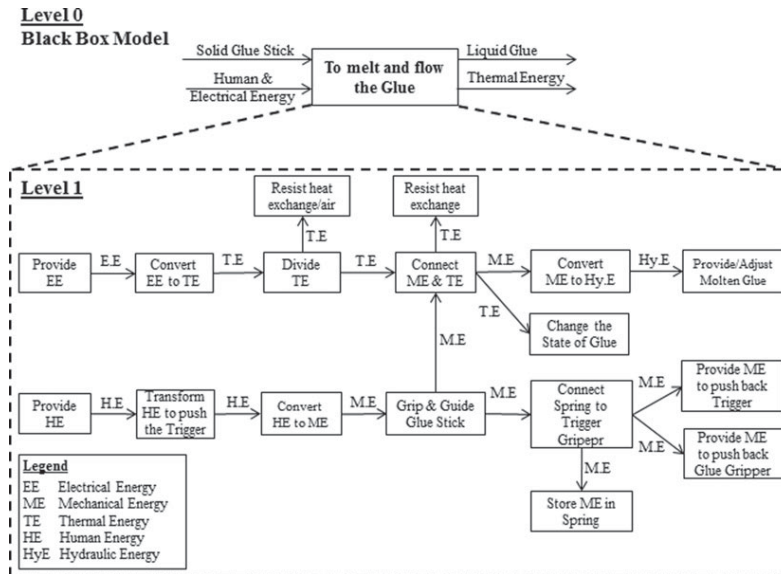 Level 0
Black Box Model
Solid Glue Stick
Human &
Electrical Energy
To melt and flow
the Glue
Liquid Glue
Thermal Energy
Level 1
Resist heat
exchange/air
Resist heat
exchange
T.E
T.E
Provide
EE
E.E
Convert
EE to TE
T.E
Divide
TE
T.E
Connect
ME & TE
M.E
Convert
ME to Hy.E
Hy.E
Provide/Adjust
Molten Glue
T.E
Change the
State of Glue
M.E
Provide
HE
H.E
Transform
HE to push
the Trigger
H.E
Convert
HE to ME
M.E
Grip & Guide
Glue Stick
M.E
Connect
Spring to
Trigger
Gripepr
M.E
Provide ME
to push back
Trigger
M.E
Provide ME
to push back
Glue Gripper
M.E
Store ME in
Spring
Legend
EE Electrical Energy
ME Mechanical Energy
TE Thermal Energy
HE Human Energy
HyE Hydraulic Energy